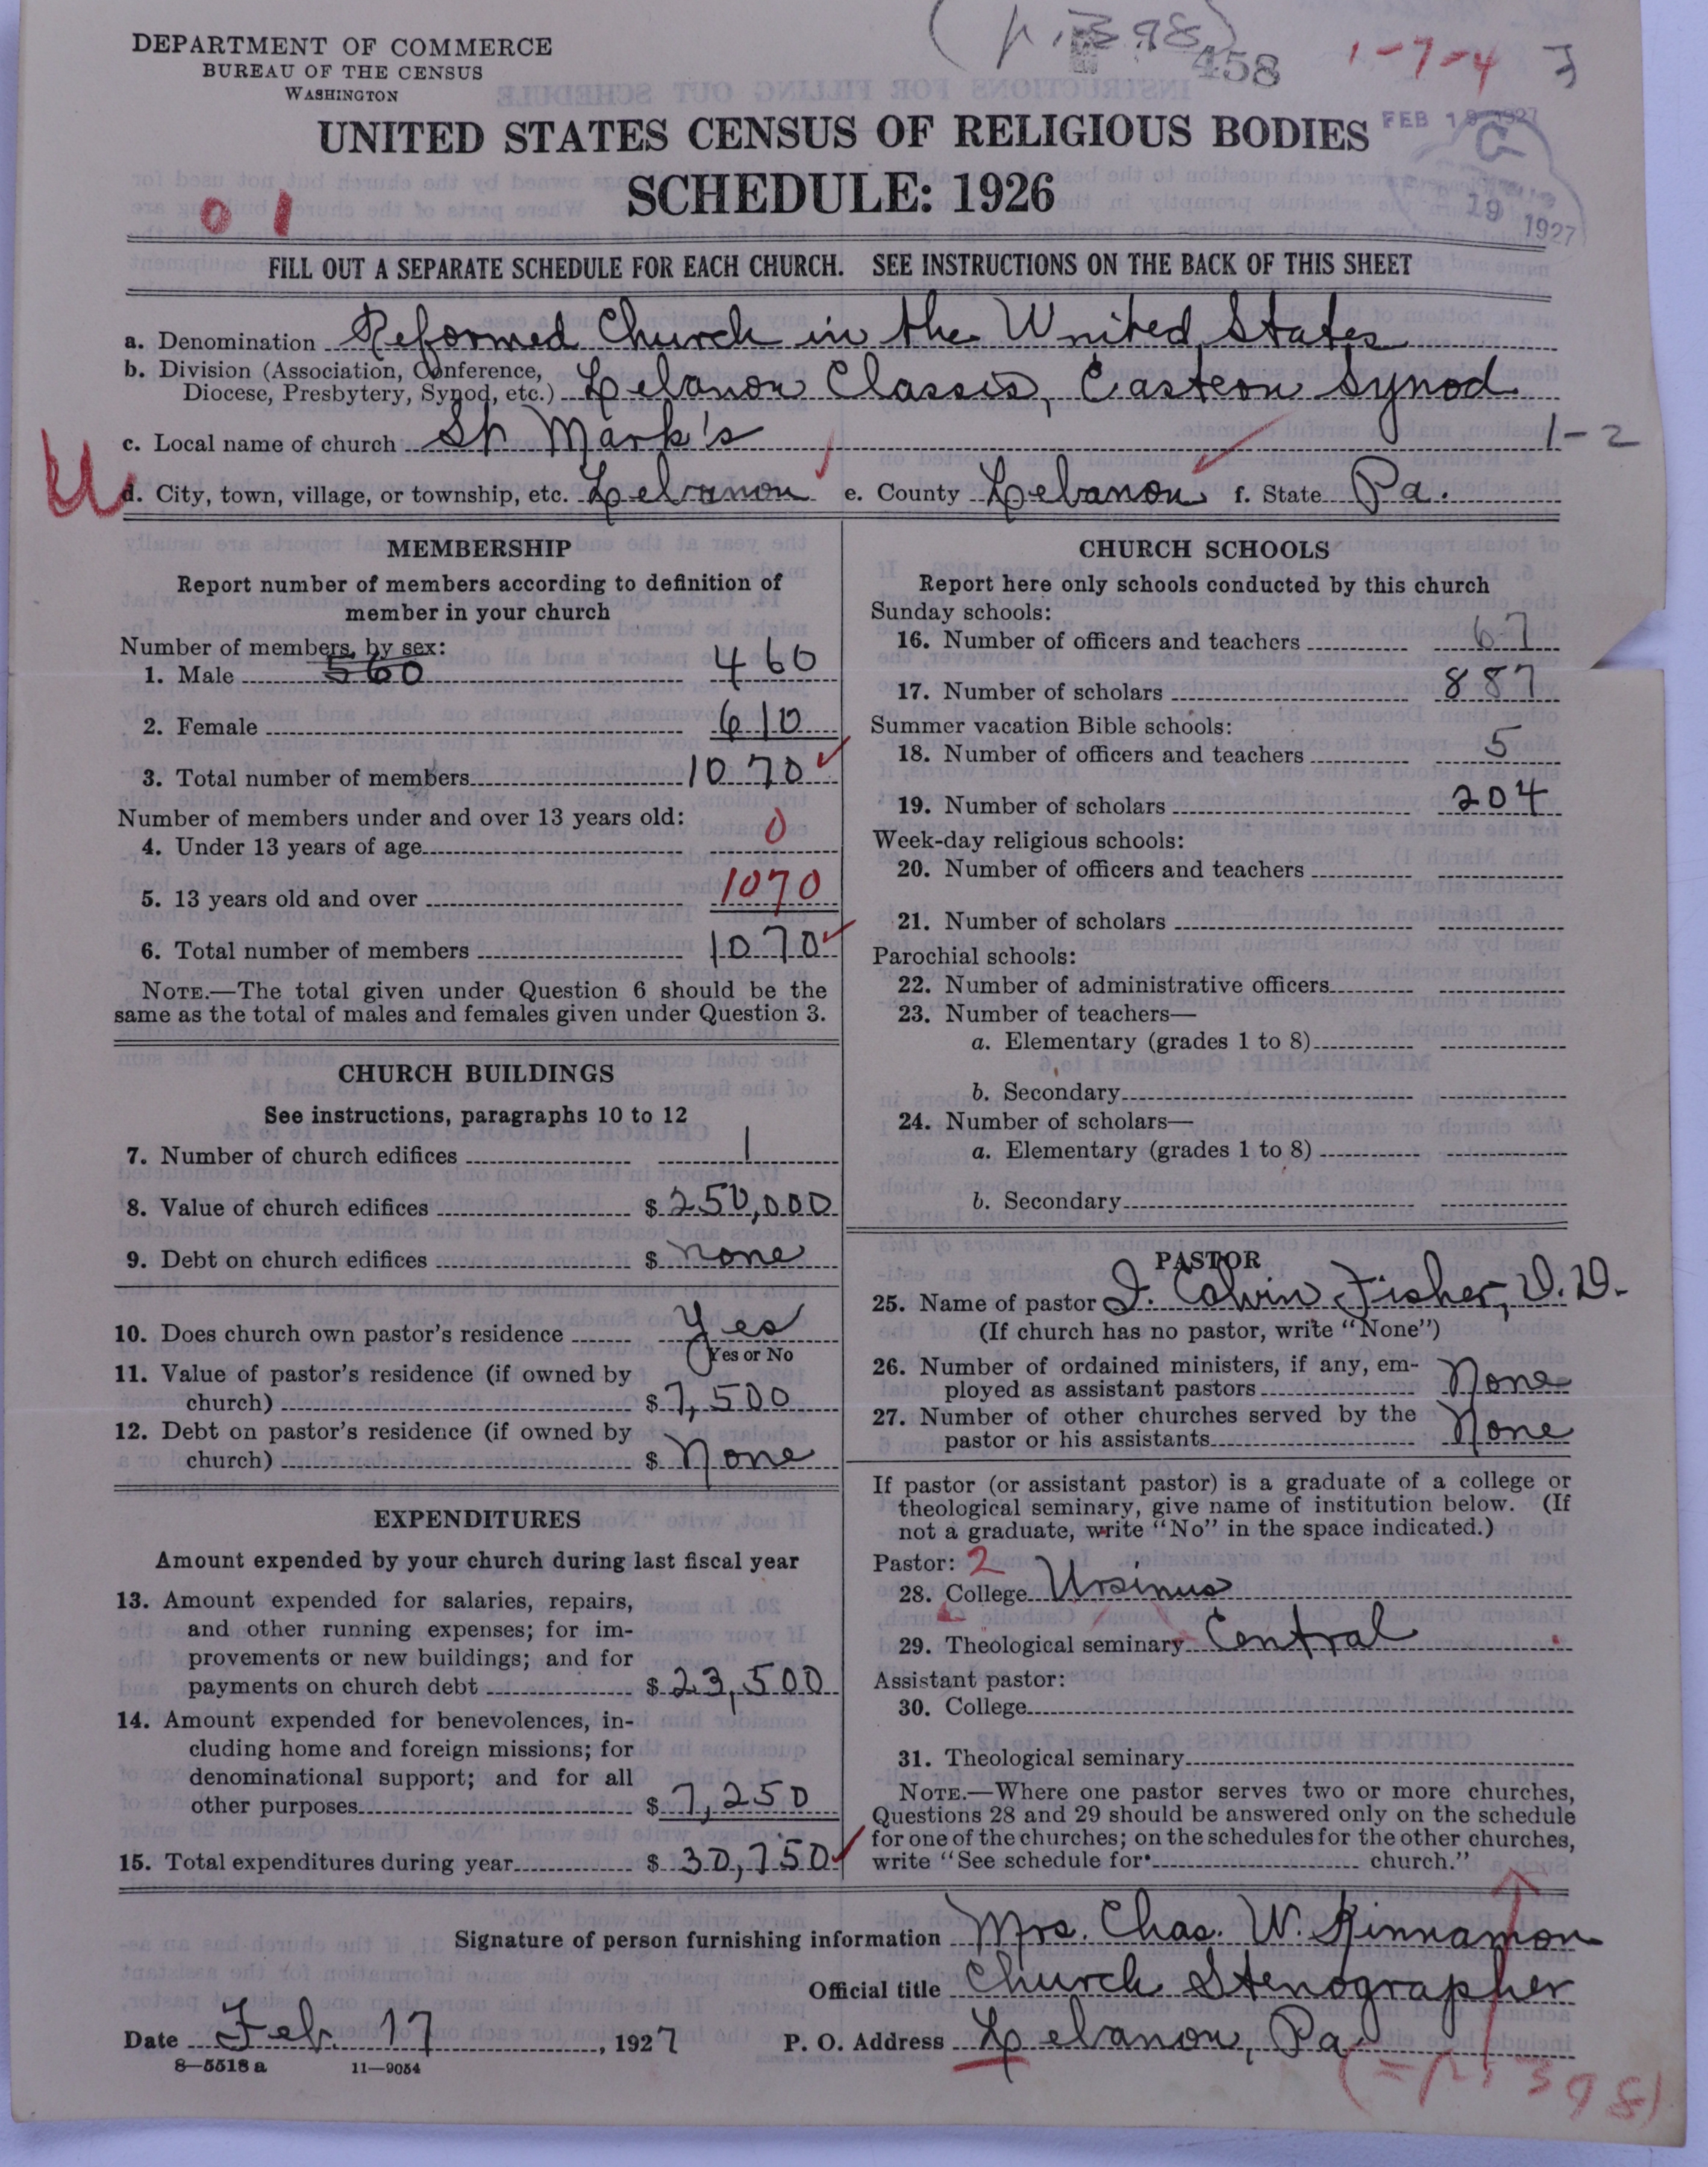 DEPARTMENT OF COMMERCE
BUREAU OF THE CENSUS
WASHINGTON
(p. 398)
458
1-7-4
UNITED STATES CENSUS OF RELIGIOUS BODIES
FEB 19 1927
SCHEDULE: 1926
19 1927
0 1
FILL OUT A SEPARATE SCHEDULE FOR EACH CHURCH. SEE INSTRUCTIONS ON THE BACK OF THIS SHEET
a. Denomination Reformed Church in the United States
b. Division (Association, Conference,
Diocese, Presbytery, Synod, etc.) Lebanon Classis, Eastern Synod
c. Local name of church St Mark's
1-2
d. City, town, village, or township, etc. Lebanon e. County Lebanon f. State Pa.
MEMBERSHIP
Report number of members according to definition of
member in your church
Number of members, by sex:
1. Male 560 460
2. Female 610
3. Total number of members 1070
Number of members under and over 13 years old:
4. Under 13 years of age 0
5. 13 years old and over 1070
6. Total number of members 1070
NOTE.—The total given under Question 6 should be the
same as the total of males and females given under Question 3.
CHURCH BUILDINGS
See instructions, paragraphs 10 to 12
7. Number of church edifices 1
8. Value of church edifices $ 250,000
9. Debt on church edifices $ none
10. Does church own pastor's residence Yes
Yes or No
11. Value of pastor's residence (if owned by
church) $ 7,500
12. Debt on pastor's residence (if owned by
church) $ None
EXPENDITURES
Amount expended by your church during last fiscal year
13. Amount expended for salaries, repairs,
and other running expenses; for im-
provements or new buildings; and for
payments on church debt $ 23,500
14. Amount expended for benevolences, in-
cluding home and foreign missions; for
denominational support; and for all
other purposes $ 7,250
15. Total expenditures during year $ 30,750
CHURCH SCHOOLS
Report here only schools conducted by this church
Sunday schools:
16. Number of officers and teachers 67
17. Number of scholars 887
Summer vacation Bible schools:
18. Number of officers and teachers 5
19. Number of scholars 204
Week-day religious schools:
20. Number of officers and teachers
21. Number of scholars
Parochial schools:
22. Number of administrative officers
23. Number of teachers—
a. Elementary (grades 1 to 8)
b. Secondary
24. Number of scholars—
a. Elementary (grades 1 to 8)
b. Secondary
PASTOR
25. Name of pastor I. Calvin Fisher, D.D.
(If church has no pastor, write "None")
26. Number of ordained ministers, if any, em-
ployed as assistant pastors None
27. Number of other churches served by the
pastor or his assistants None
If pastor (or assistant pastor) is a graduate of a college or
theological seminary, give name of institution below. (If
not a graduate, write "No" in the space indicated.)
Pastor: 2
28. College Ursinus
29. Theological seminary Central
Assistant pastor:
30. College
31. Theological seminary
NOTE.—Where one pastor serves two or more churches,
Questions 28 and 29 should be answered only on the schedule
for one of the churches; on the schedules for the other churches,
write "See schedule for church."
Signature of person furnishing information Mrs. Chas. W. Kinnamon
Official title Church Stenographer
Date Feb. 17, 1927 P. O. Address Lebanon, Pa
8-5518 a 11-9054
(= p. 398)